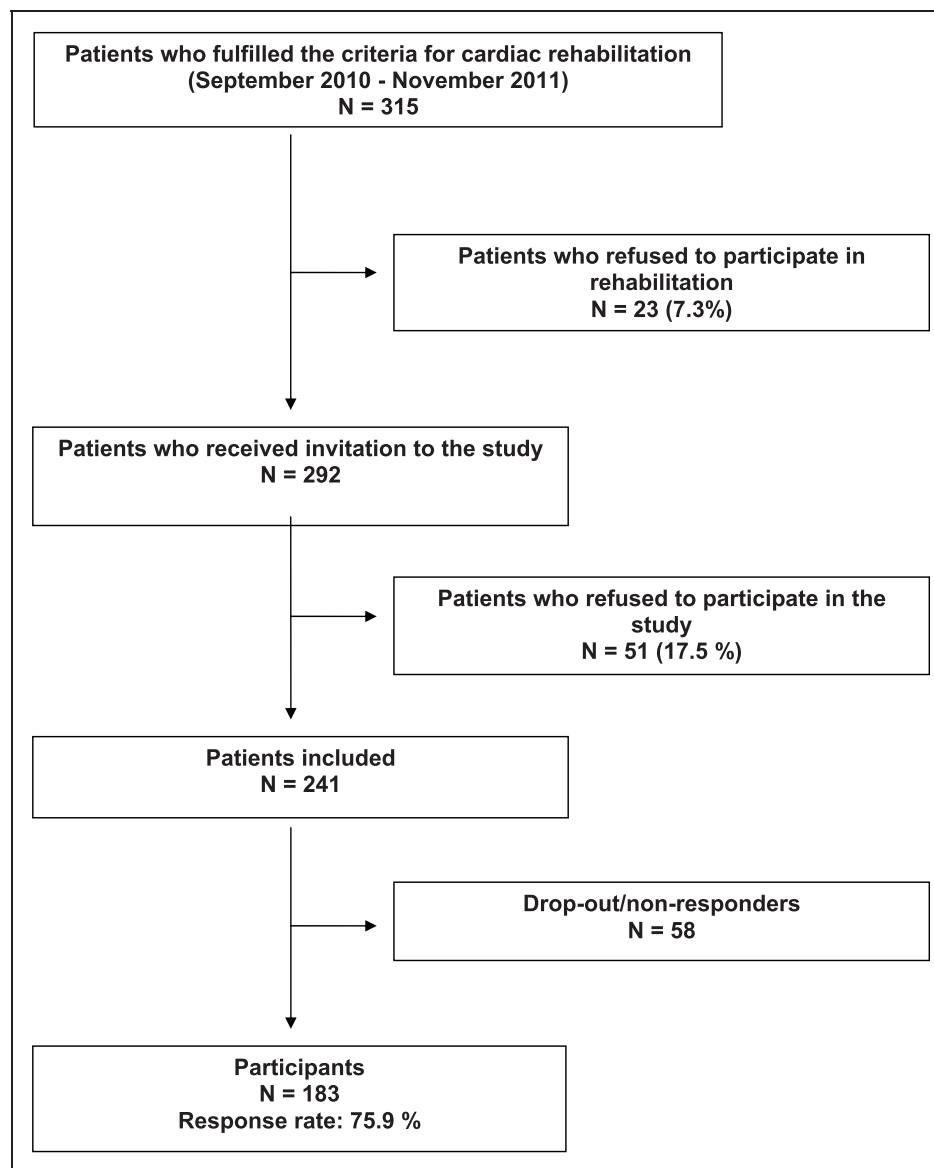 Patients who fulfilled the criteria for cardiac rehabilitation
(September 2010 - November 2011)
N = 315
Patients who refused to participate in
rehabilitation
N = 23 (7.3%)
Patients who received invitation to the study
N = 292
Patients who refused to participate in the
study
N = 51 (17.5 %)
Patients included
N = 241
Drop-out/non-responders
N = 58
Participants
N = 183
Response rate: 75.9 %